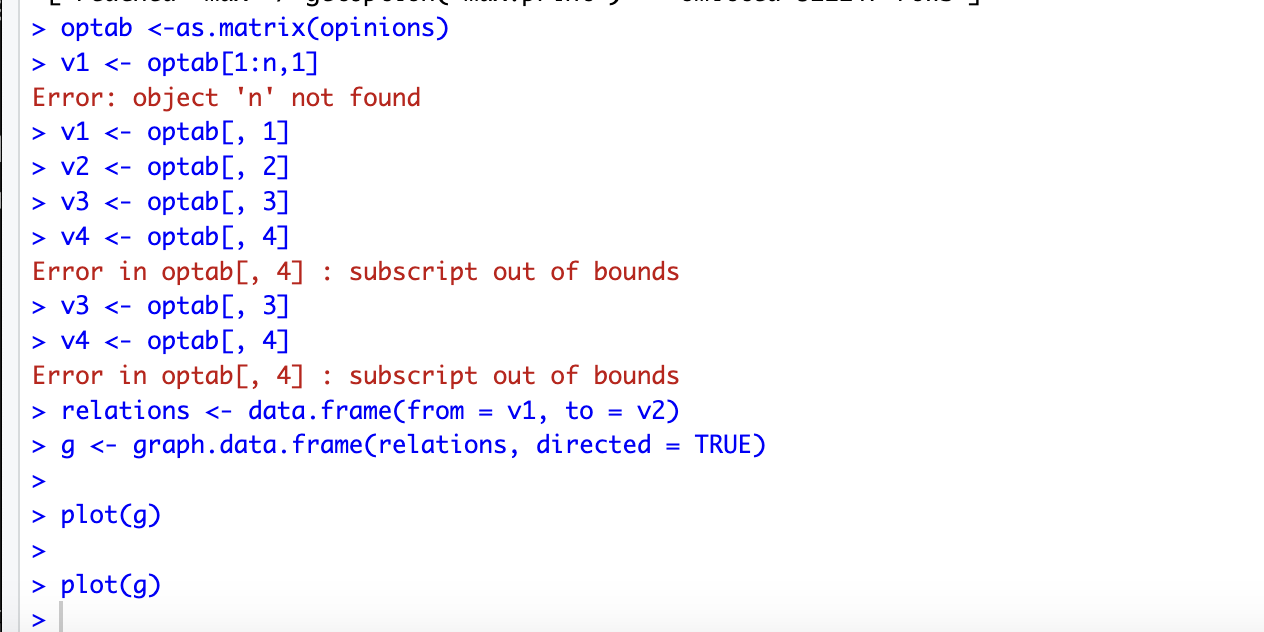 > optab <-as.matrix(opinions)
> v1 <- optab[1:n,1]
Error: object 'n' not found
> v1 <- optab[, 1]
> v2 <- optab[, 2]
> v3 <- optab[, 3]
> v4 <- optab[, 4]
Error in optab[, 4] : subscript out of bounds
> v3 <- optab[, 3]
> v4 <- optab[, 4]
Error in optab[, 4] : subscript out of bounds
> relations <- data.frame(from = v1, to = v2)
> g <- graph.data.frame(relations, directed = TRUE)
>
> plot(g)
>
> plot(g)
>